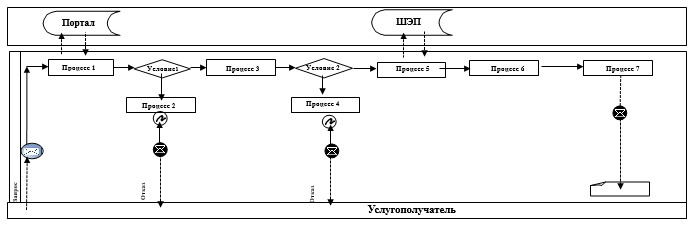 Портал
ШЭП
Процесс 1
Условие1
Процесс 3
Условие 2
Процесс 5
Процесс 6
Процесс 7
Процесс 2
Процесс 4
Запрос
Отказ
Отказ
Услугополучатель